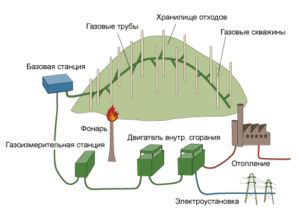 Хранилище отходов
Газовые трубы
Газовые скважины
Базовая станция
Фонарь
Двигатель внутр. сгорания
Газоизмерительная станция
Отопление
Электроустановка